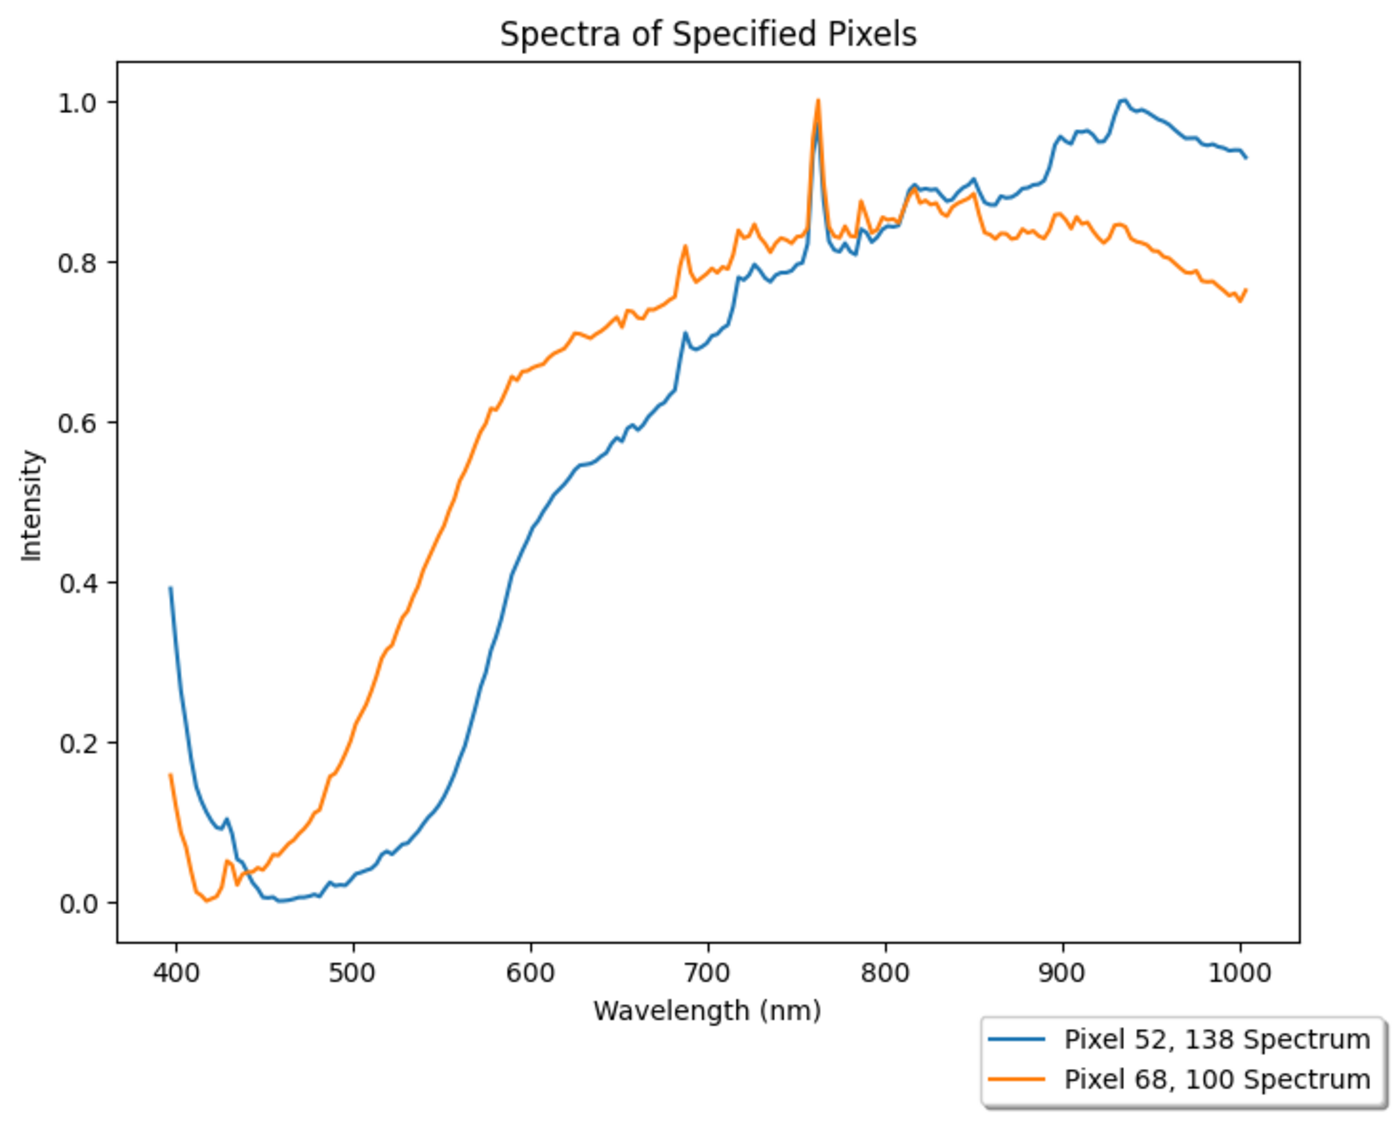 Spectra of Specified Pixels
1.0
0.8
0.6
0.4
0.2
0.0
Intensity
400 500 600 700 800 900 1000
Wavelength (nm)
Pixel 52, 138 Spectrum
Pixel 68, 100 Spectrum